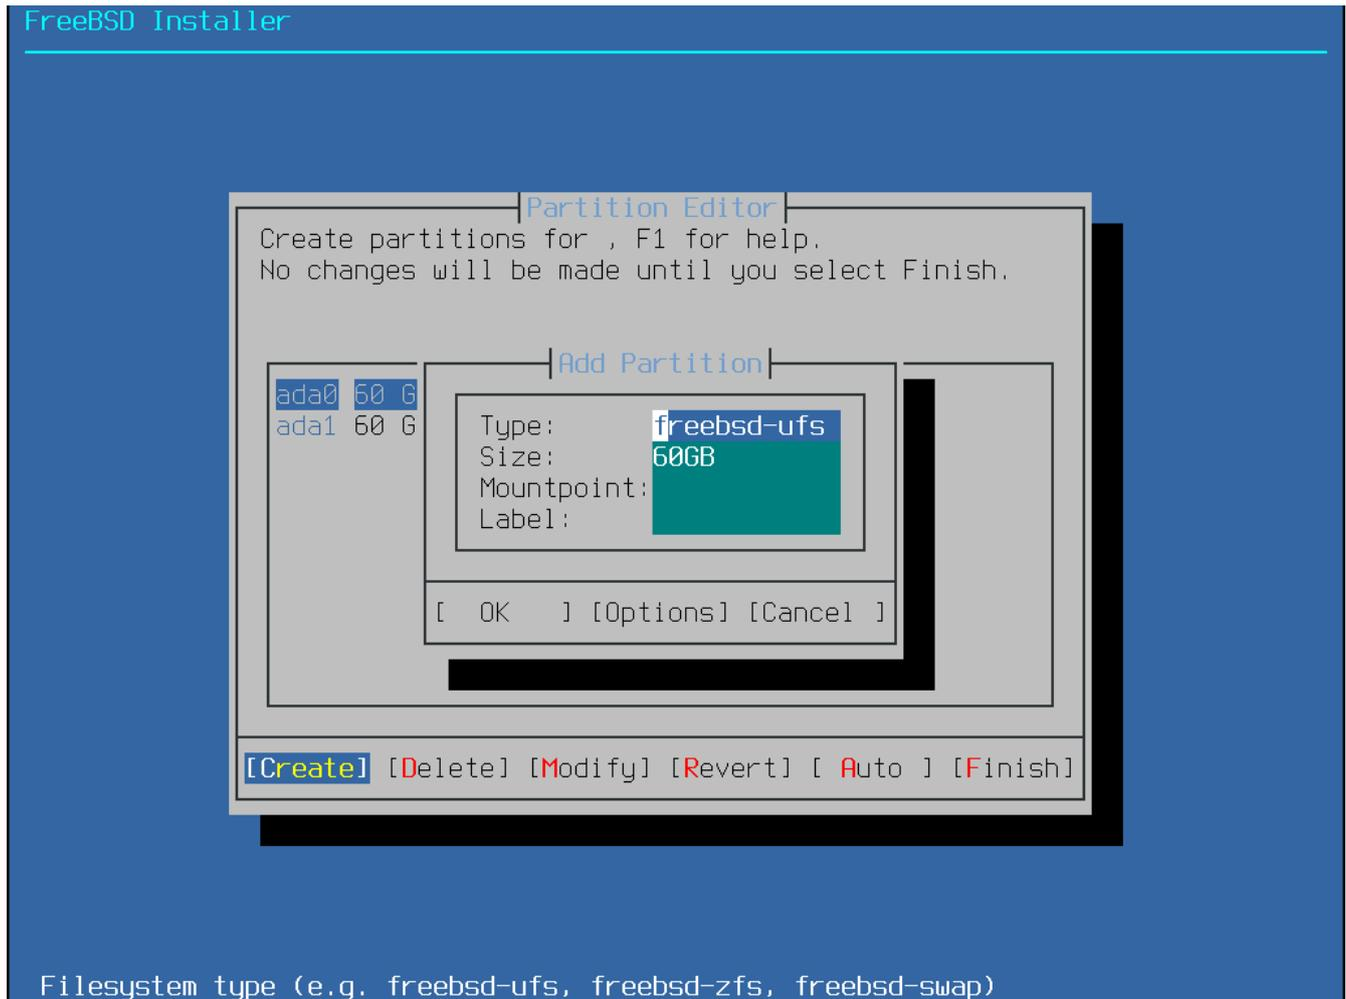 FreeBSD Installer
Partition Editor
Create partitions for , F1 for help.
No changes will be made until you select Finish.
Add Partition
ada0 60 G
ada1 60 G
Type: freebsd-ufs
Size: 60GB
Mountpoint:
Label:
[  OK   ] [Options] [Cancel ]
[Create] [Delete] [Modify] [Revert] [ Auto ] [Finish]
Filesystem type (e.g. freebsd-ufs, freebsd-zfs, freebsd-swap)